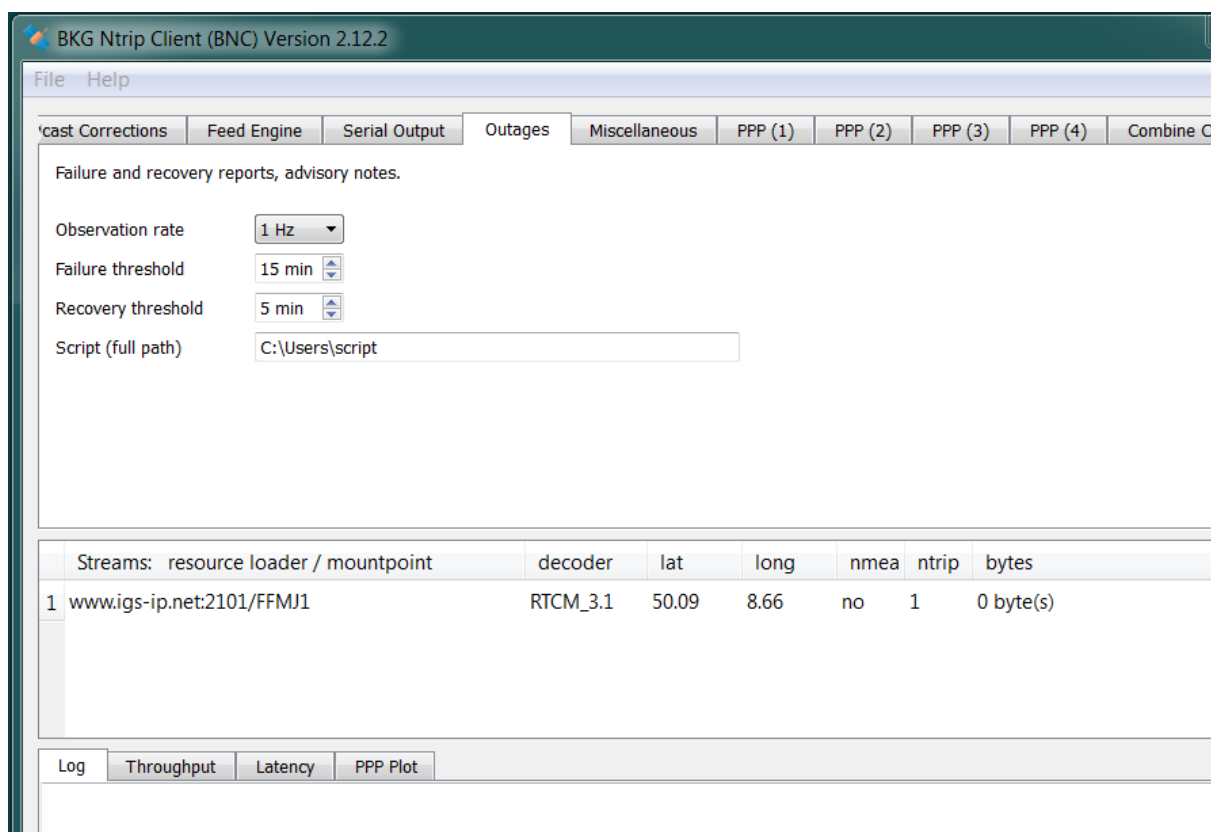 BKG Ntrip Client (BNC) Version 2.12.2
File Help
cast Corrections Feed Engine Serial Output Outages Miscellaneous PPP (1) PPP (2) PPP (3) PPP (4) Combine C
Failure and recovery reports, advisory notes.
Observation rate 1 Hz
Failure threshold 15 min
Recovery threshold 5 min
Script (full path) C:\Users\script
Streams: resource loader / mountpoint decoder lat long nmea ntrip bytes
1 www.igs-ip.net:2101/FFMJ1 RTCM_3.1 50.09 8.66 no 1 0 byte(s)
Log Throughput Latency PPP Plot